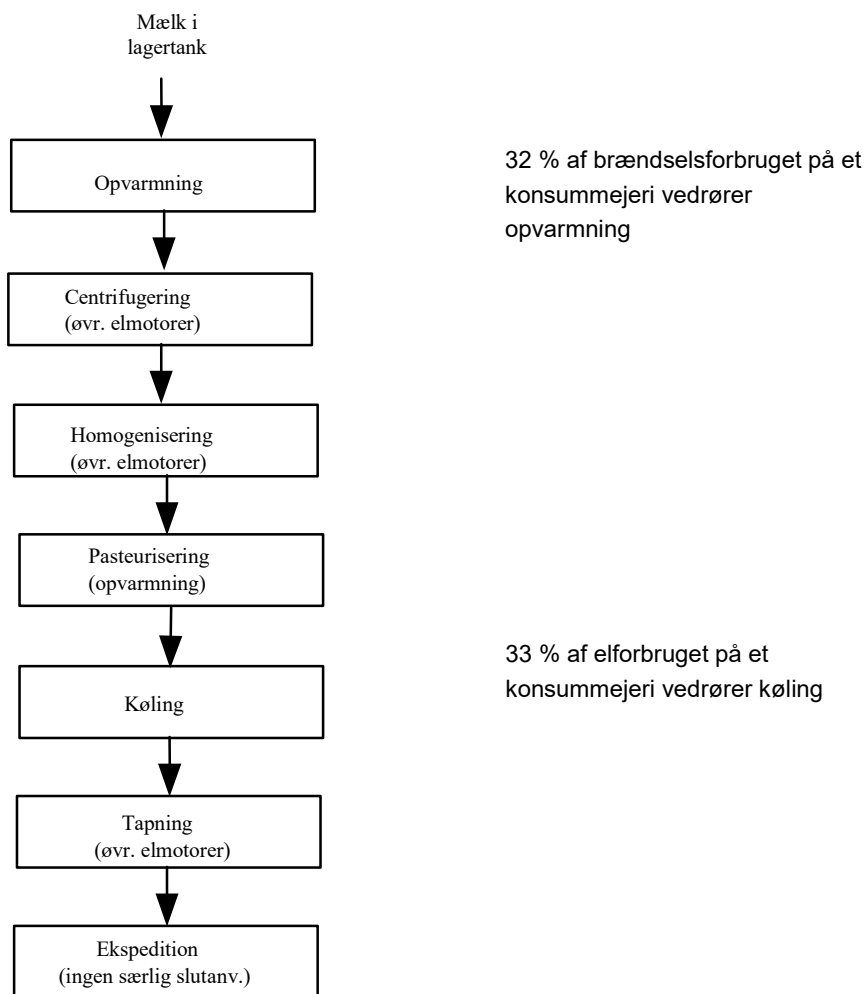 Mælk i
lagertank
Opvarmning
32 % af brændselsforbruget på et
konsummejeri vedrører
opvarmning
Centrifugering
(øvr. elmotorer)
Homogenisering
(øvr. elmotorer)
Pasteurisering
(opvarmning)
Køling
33 % af elforbruget på et
konsummejeri vedrører køling
Tapning
(øvr. elmotorer)
Ekspedition
(ingen særlig slutanv.)